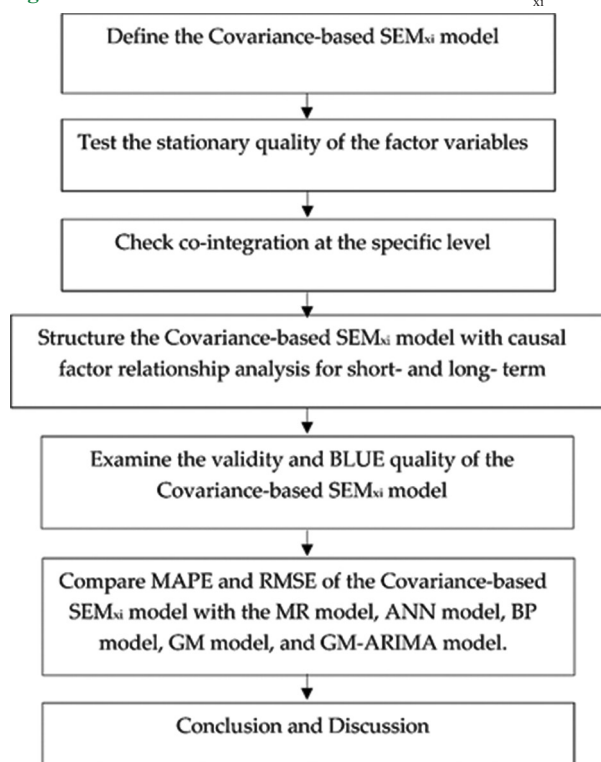 xi
Define the Covariance-based SEMxi model
Test the stationary quality of the factor variables
Check co-integration at the specific level
Structure the Covariance-based SEMxi model with causal
factor relationship analysis for short- and long- term
Examine the validity and BLUE quality of the
Covariance-based SEMxi model
Compare MAPE and RMSE of the Covariance-based
SEMxi model with the MR model, ANN model, BP
model, GM model, and GM-ARIMA model.
Conclusion and Discussion